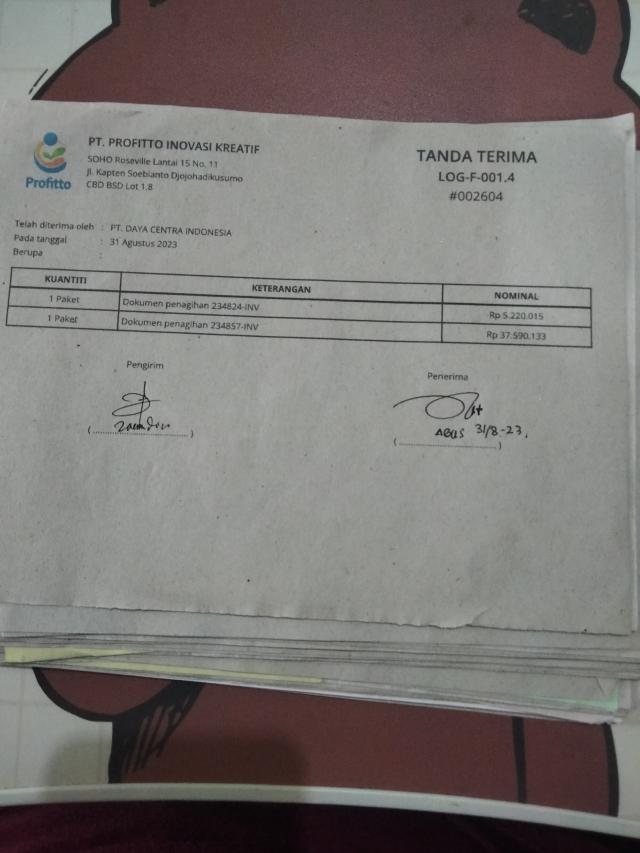 Profitto
PT. PROFITTO INOVASI KREATIF
SOHO Roseville Lantai 15 No. 11
Jl. Kapten Soebianto Djojohadikusumo
CBD BSD Lot 1.8
TANDA TERIMA
LOG-F-001.4
#002604
Telah diterima oleh : PT. DAYA CENTRA INDONESIA
Pada tanggal : 31 Agustus 2023
Berupa :
KUANTITI KETERANGAN NOMINAL
1 Paket Dokumen penagihan 234824-INV Rp 5.220.015
1 Paket Dokumen penagihan 234857-INV Rp 37.590.133
Pengirim Penerima
31/8-23,
(........................) (........................)